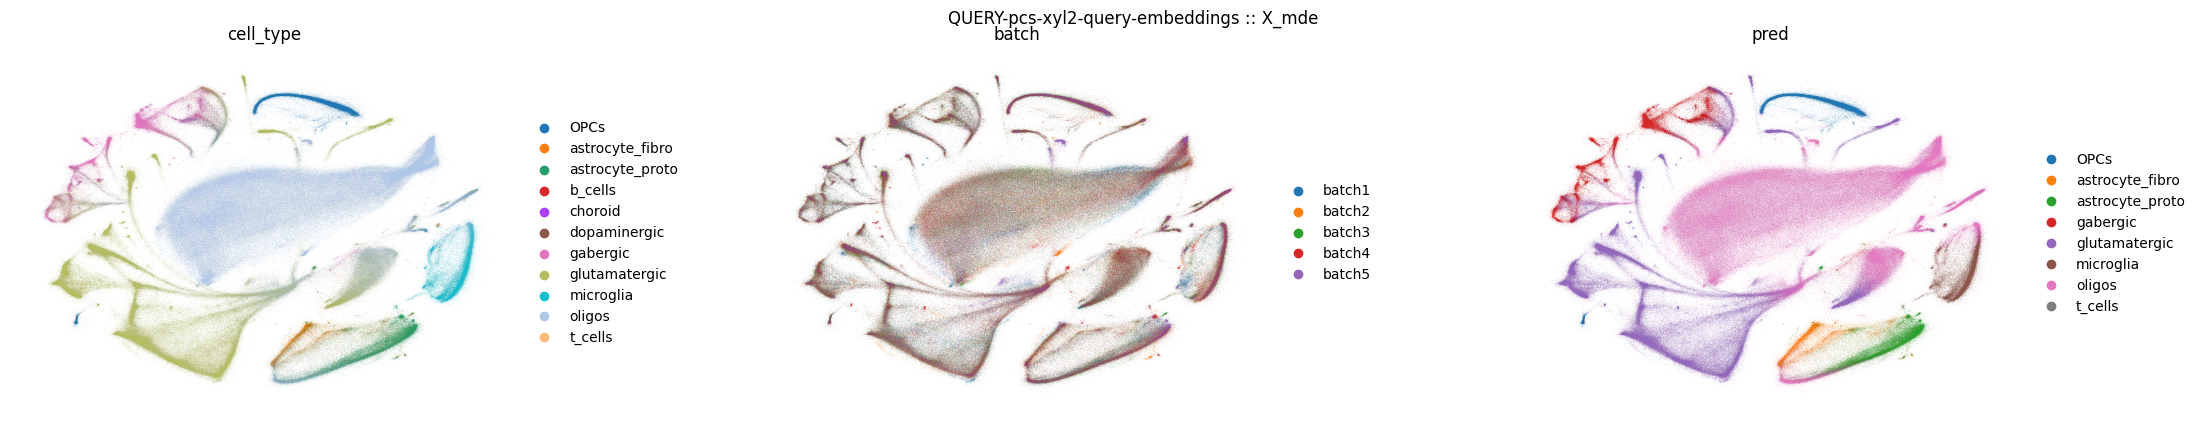 QUERY-pcs-xyl2-query-embeddings :: X_mde
cell_type
OPCs
astrocyte_fibro
astrocyte_proto
b_cells
choroid
dopaminergic
gabergic
glutamatergic
microglia
oligos
t_cells
batch
batch1
batch2
batch3
batch4
batch5
pred
OPCs
astrocyte_fibro
astrocyte_proto
gabergic
glutamatergic
microglia
oligos
t_cells